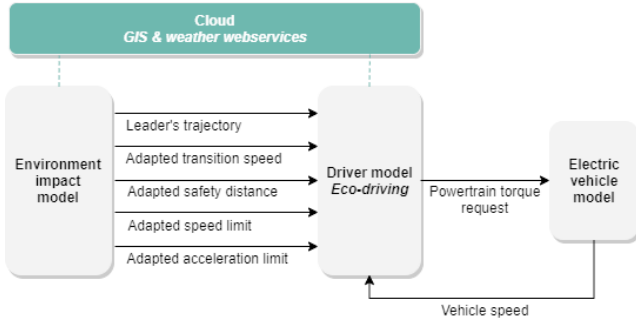 Cloud
GIS & weather webservices
Environment
impact
model
Leader's trajectory
Adapted transition speed
Adapted safety distance
Adapted speed limit
Adapted acceleration limit
Driver model
Eco-driving
Powertrain torque
request
Electric
vehicle
model
Vehicle speed